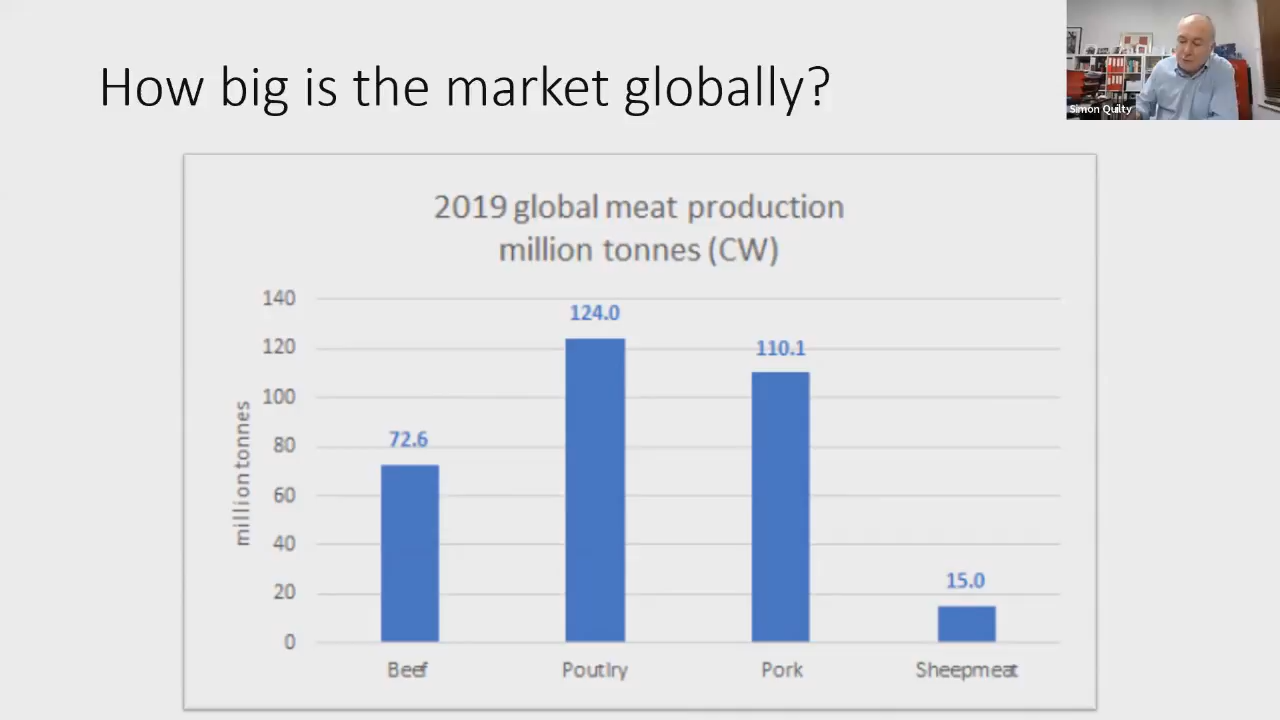 How big is the market globally?
Simon Quilty
2019 global meat production
million tonnes (CW)
million tonnes
140
120
100
80
60
40
20
0
72.6
124.0
110.1
15.0
Beef
Poutlry
Pork
Sheepmeat